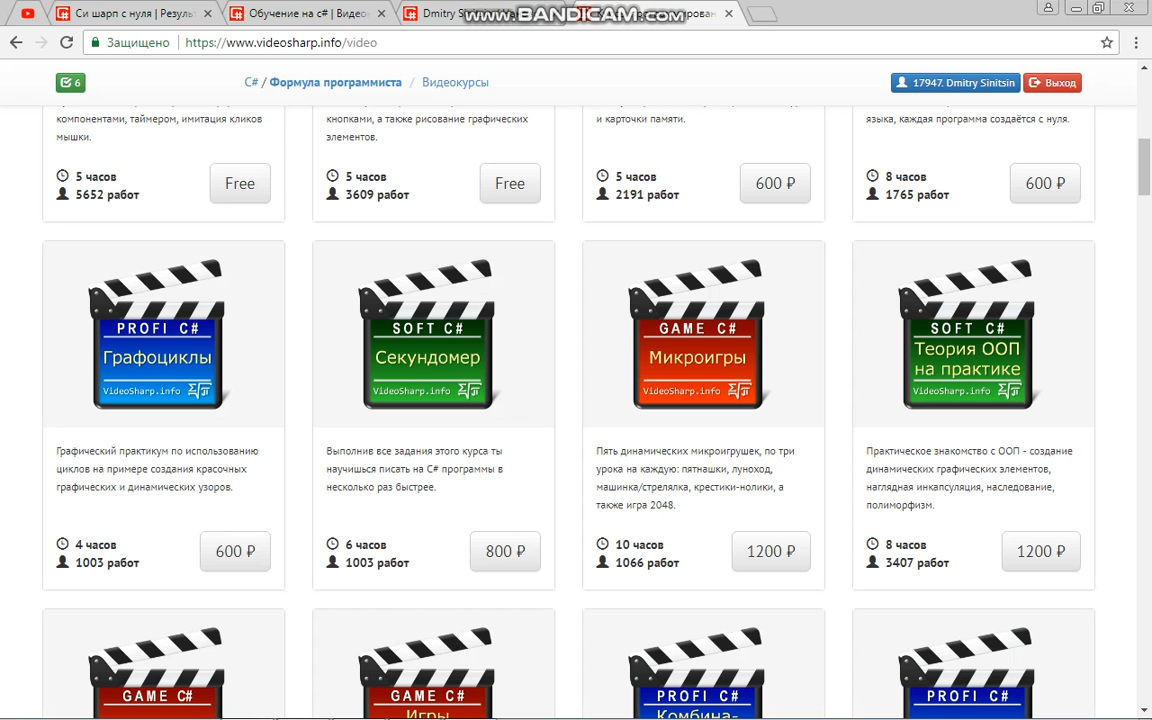 Си шарп с нуля | Резуль
Обучение на c# | Видео
Dmitry Si
www.BANDICAM.com
Защищено
https://www.videosharp.info/video
6
C# / Формула программиста / Видеокурсы
17947. Dmitry Sinitsin
Выход
компонентами, таймером, имитация кликов
мышки.
5 часов
5652 работ
Free
кнопками, а также рисование графических
элементов.
5 часов
3609 работ
Free
и карточки памяти.
5 часов
2191 работ
600 ₽
языка, каждая программа создаётся с нуля.
8 часов
1765 работ
600 ₽
PROFI C#
Графоциклы
VideoSharp.info
Графический практикум по использованию
циклов на примере создания красочных
графических и динамических узоров.
4 часов
1003 работ
600 ₽
SOFT C#
Секундомер
VideoSharp.info
Выполнив все задания этого курса ты
научишься писать на C# программы в
несколько раз быстрее.
6 часов
1003 работ
800 ₽
GAME C#
Микроигры
VideoSharp.info
Пять динамических микроигрушек, по три
урока на каждую: пятнашки, луноход,
машинка/стрелялка, крестики-нолики, а
также игра 2048.
10 часов
1066 работ
1200 ₽
SOFT C#
Теория ООП
на практике
VideoSharp.info
Практическое знакомство с ООП - создание
динамических графических элементов,
наглядная инкапсуляция, наследование,
полиморфизм.
8 часов
3407 работ
1200 ₽
GAME C#
GAME C#
Игры
PROFI C#
Комбина-
PROFI C#